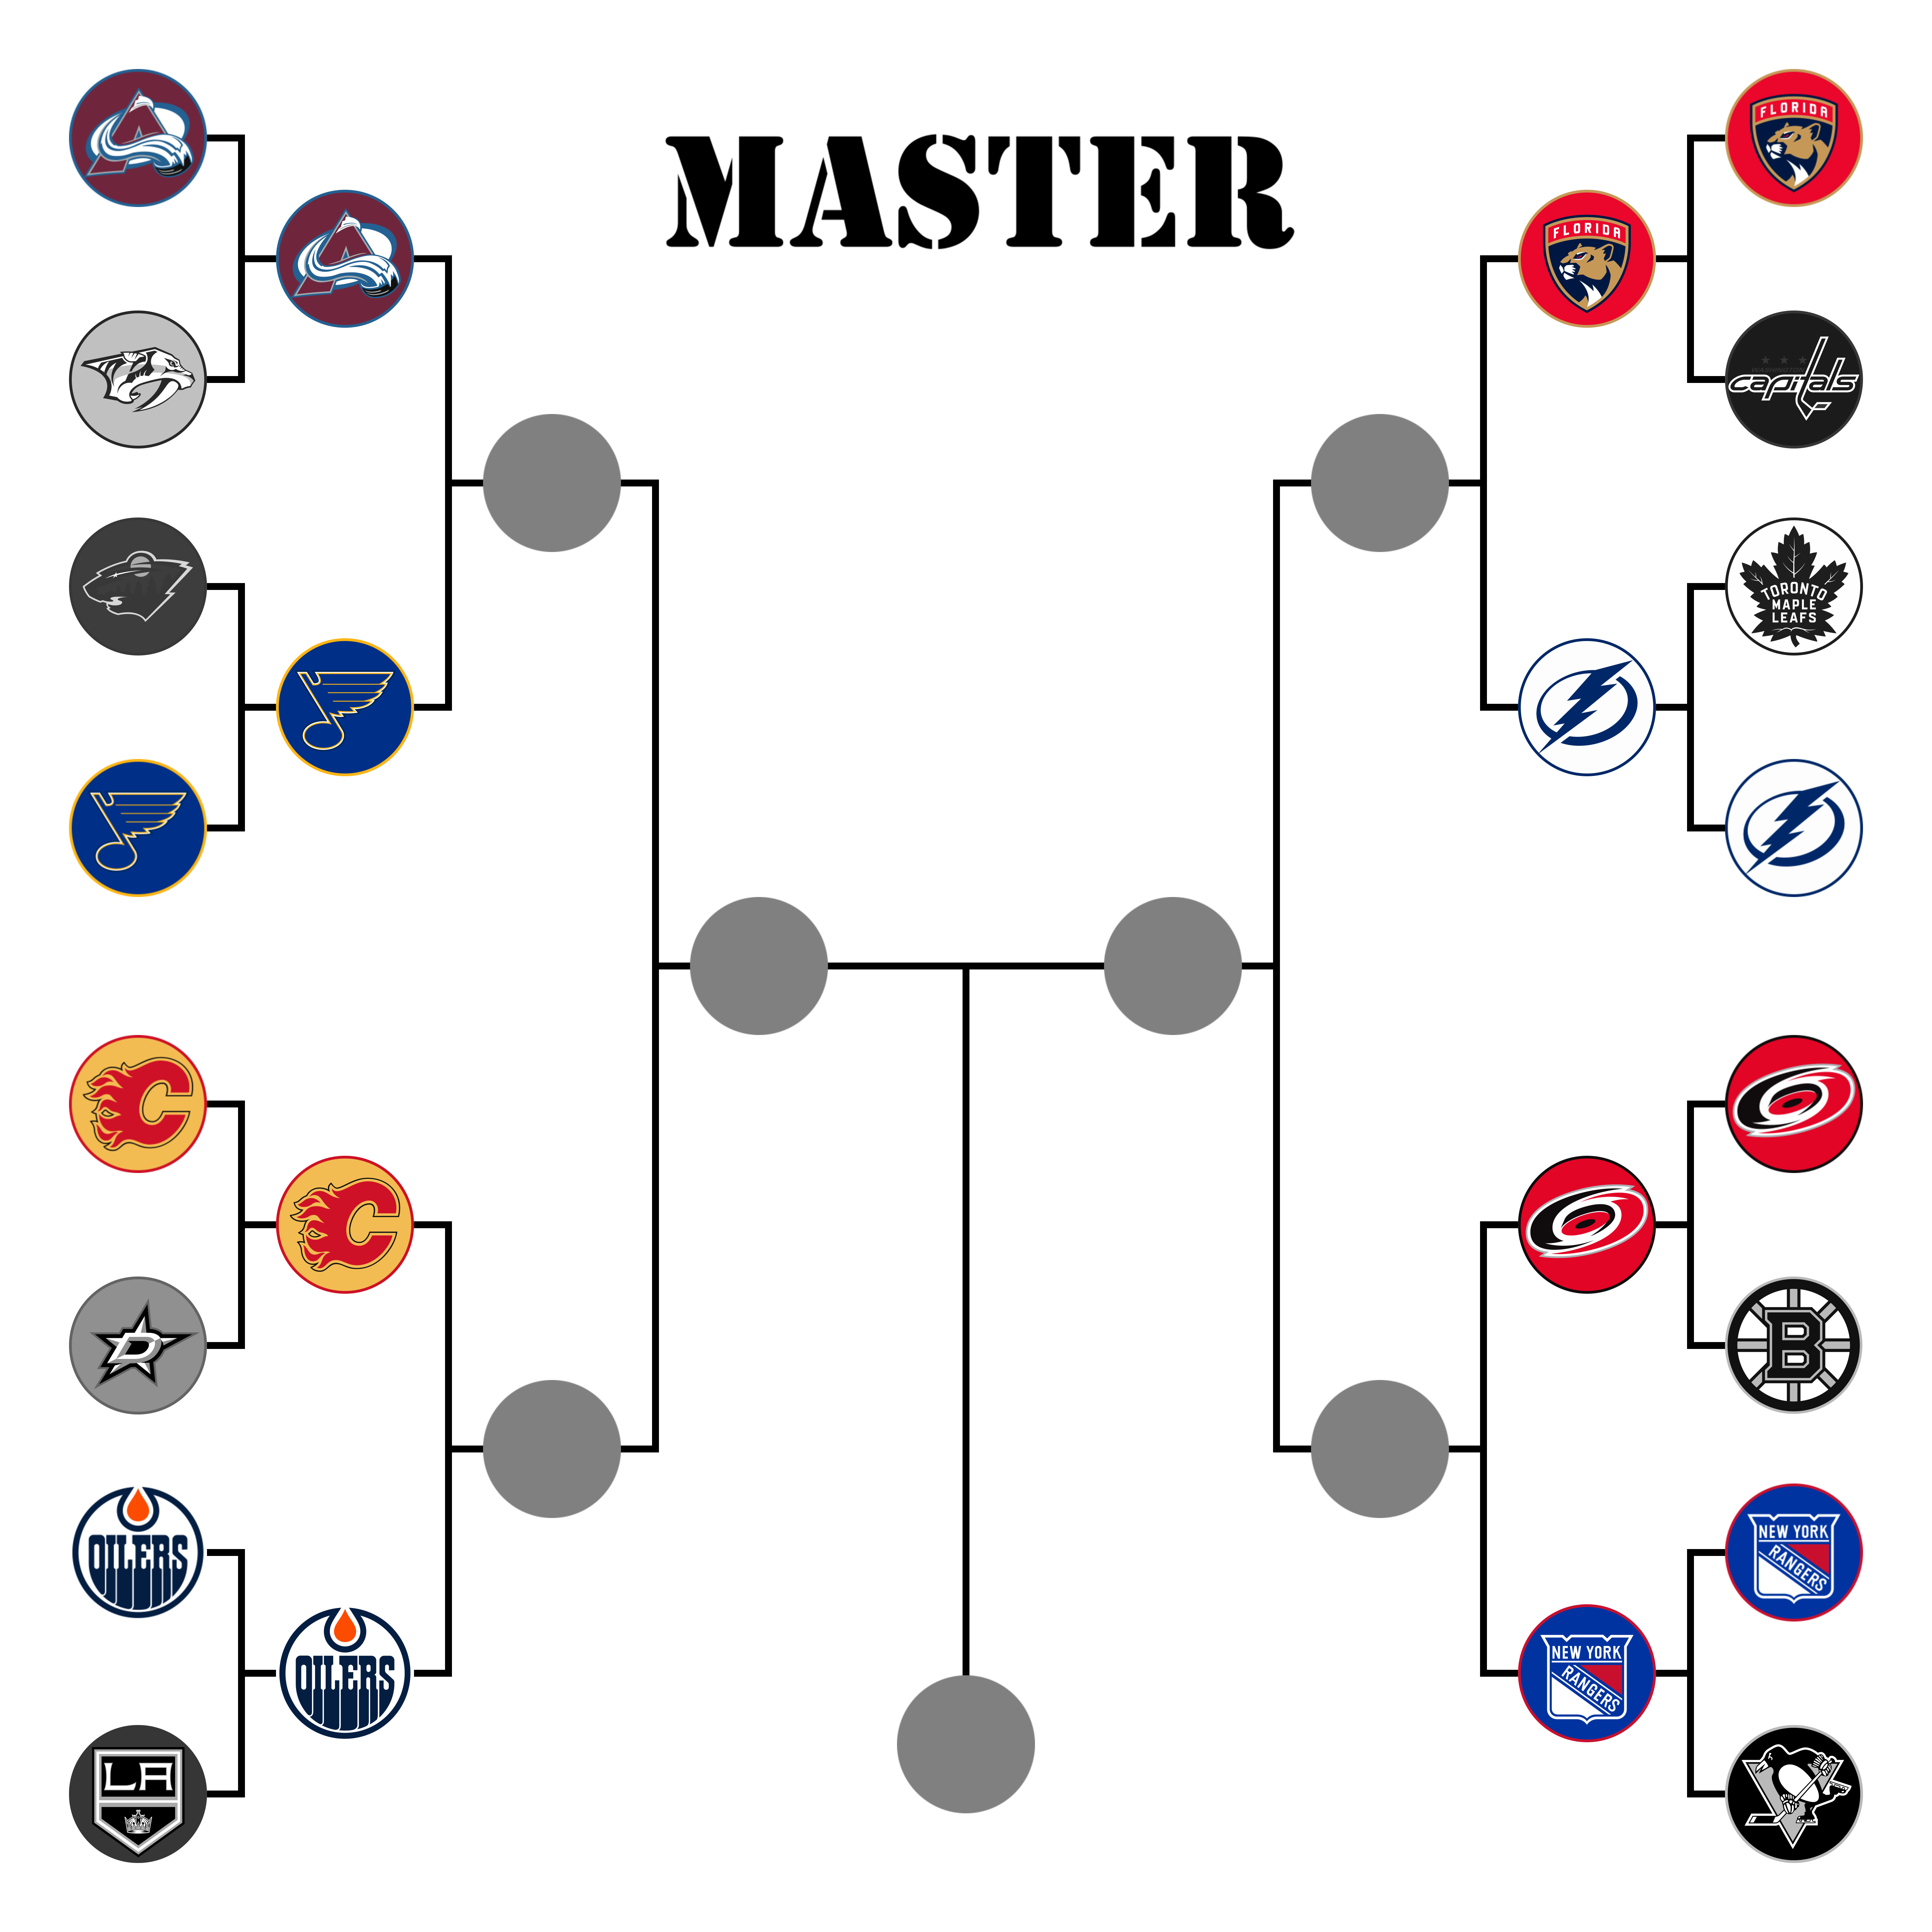 MASTER
FLORIDA
FLORIDA
capitals
TORONTO
MAPLE
LEAFS
C
C
B
D
OILERS
NEW YORK
RANGERS
OILERS
NEW YORK
RANGERS
LA